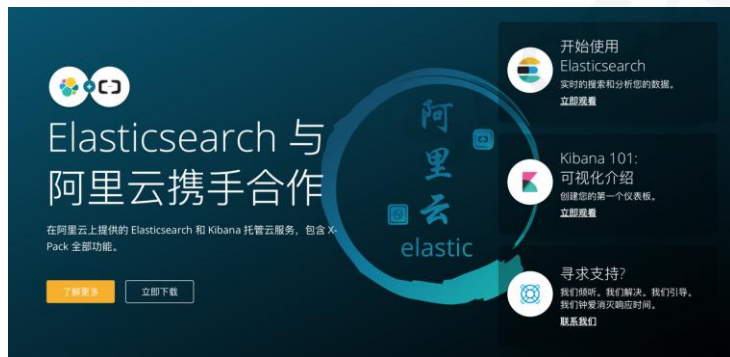 Elasticsearch 与
阿里云携手合作
在阿里云上提供的 Elasticsearch 和 Kibana 托管云服务，包含 X-
Pack 全部功能。
了解更多
立即下载
阿
里
云
elastic
开始使用
Elasticsearch
实时的搜索和分析您的数据。
立即观看
Kibana 101:
可视化介绍
创建您的第一个仪表板。
立即观看
寻求支持?
我们倾听。我们解决。我们引导。
我们钟爱消灭响应时间。
联系我们